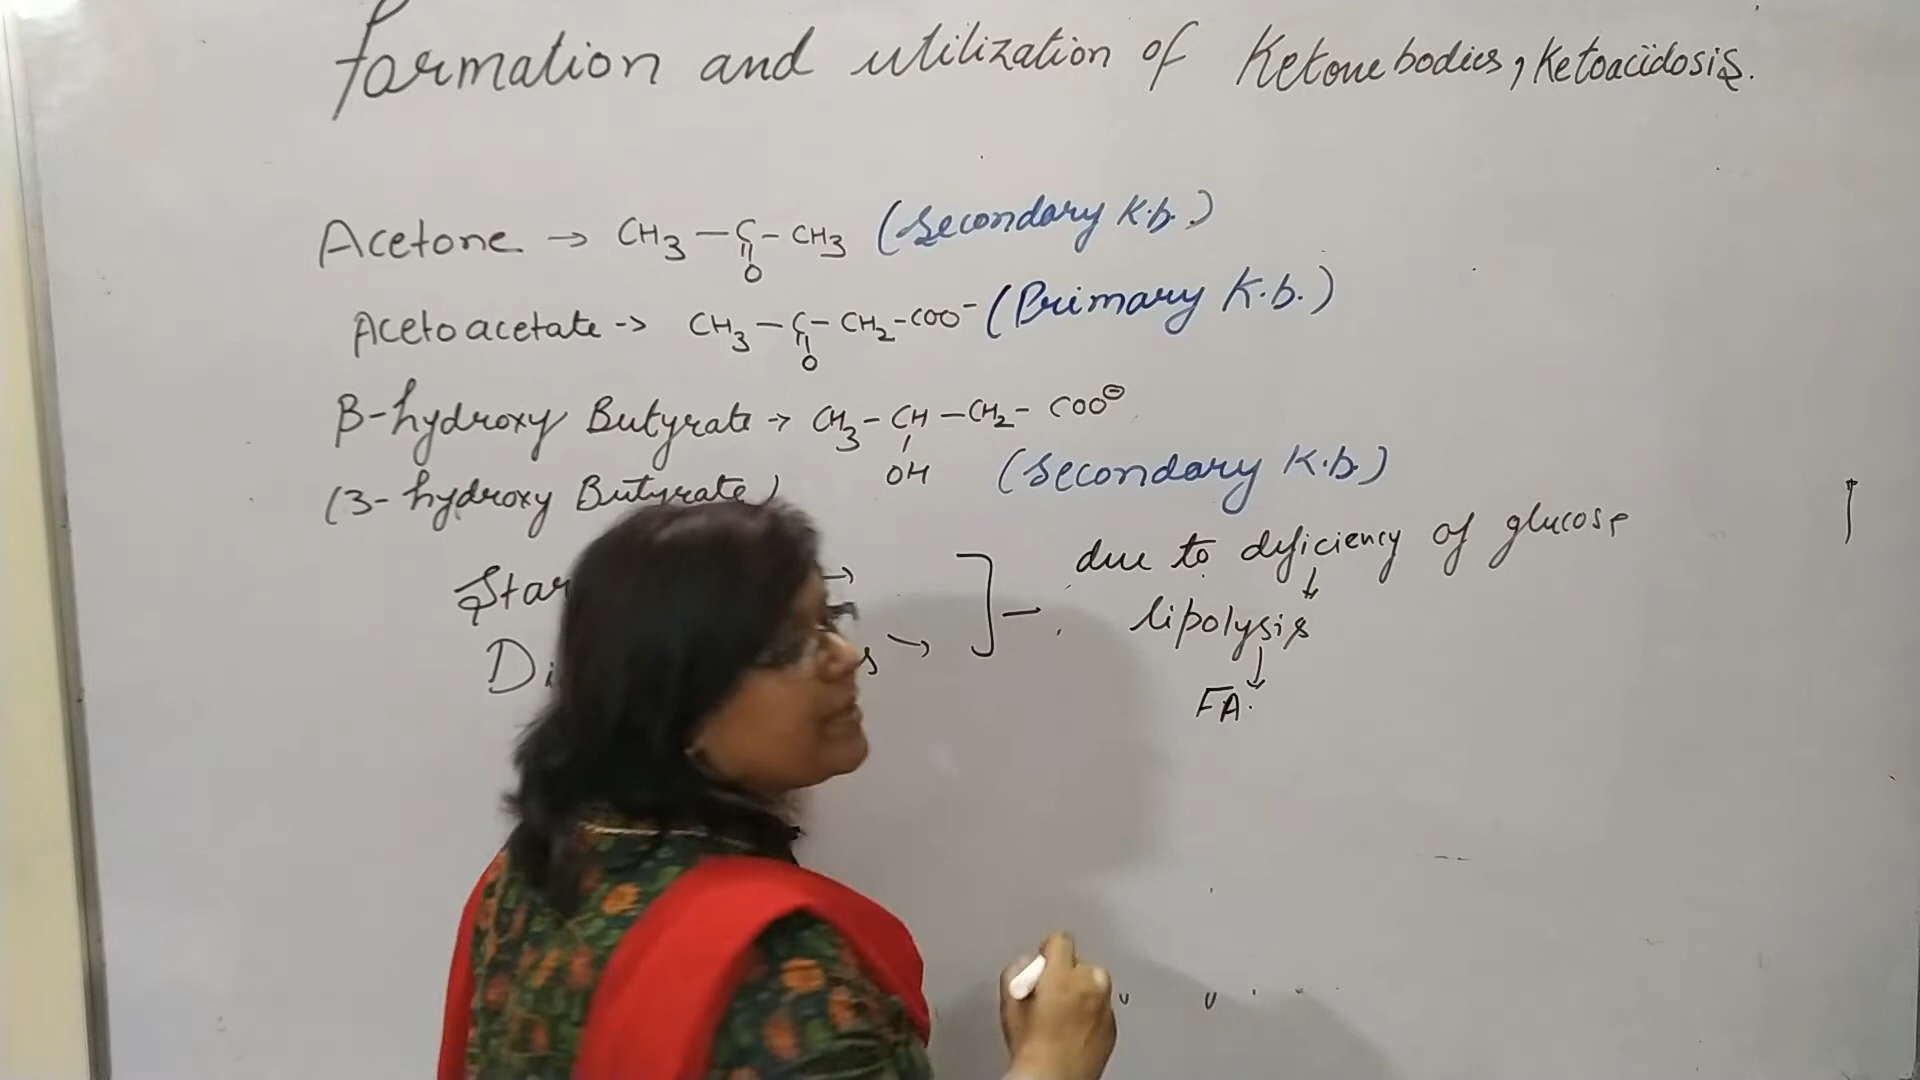 Formation and utilization of Ketone bodies, Ketoacidosis.
Acetone → CH3 – C – CH3 (Secondary K.b.)
O
Acetoacetate → CH3 – C – CH2 – COO⁻ (Primary K.b.)
O
β-hydroxy Butyrate → CH3 – CH – CH2 – COO⊖
OH
(3-hydroxy Butyrate) (Secondary K.b.)
due to deficiency of glucose
↓
lipolysis
↓
FA.